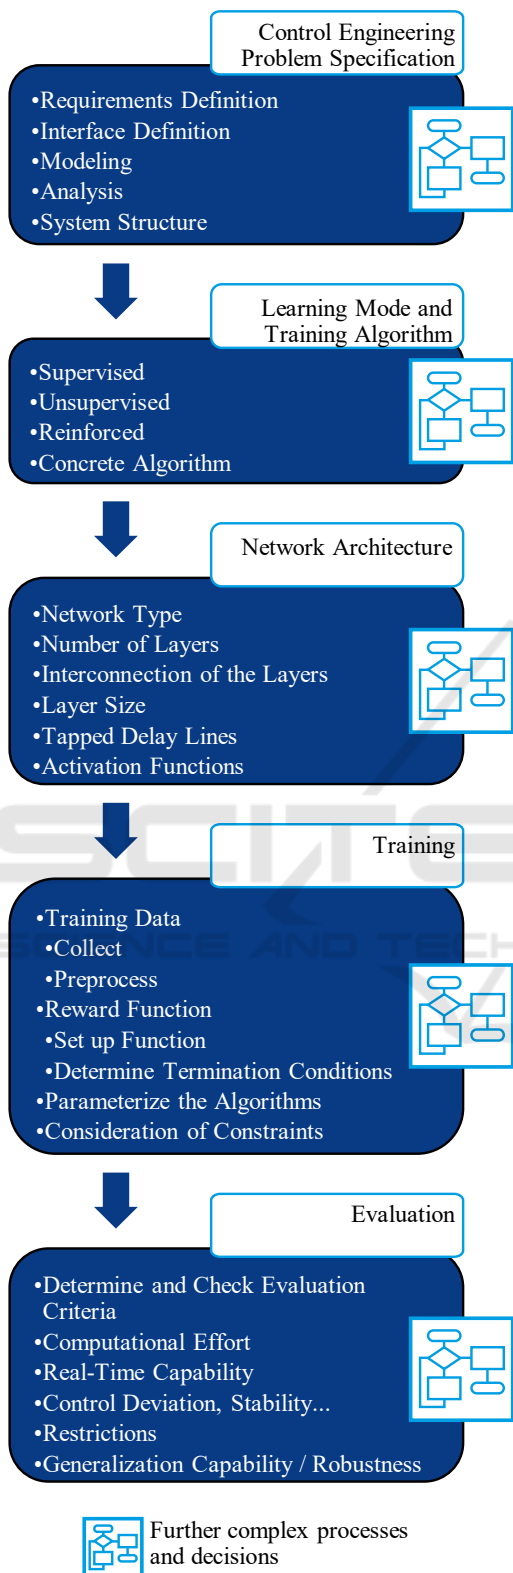 Control Engineering
Problem Specification
•Requirements Definition
•Interface Definition
•Modeling
•Analysis
•System Structure
Learning Mode and
Training Algorithm
•Supervised
•Unsupervised
•Reinforced
•Concrete Algorithm
Network Architecture
•Network Type
•Number of Layers
•Interconnection of the Layers
•Layer Size
•Tapped Delay Lines
•Activation Functions
Training
•Training Data
•Collect
•Preprocess
•Reward Function
•Set up Function
•Determine Termination Conditions
•Parameterize the Algorithms
•Consideration of Constraints
Evaluation
•Determine and Check Evaluation
Criteria
•Computational Effort
•Real-Time Capability
•Control Deviation, Stability...
•Restrictions
•Generalization Capability / Robustness
Further complex processes
and decisions